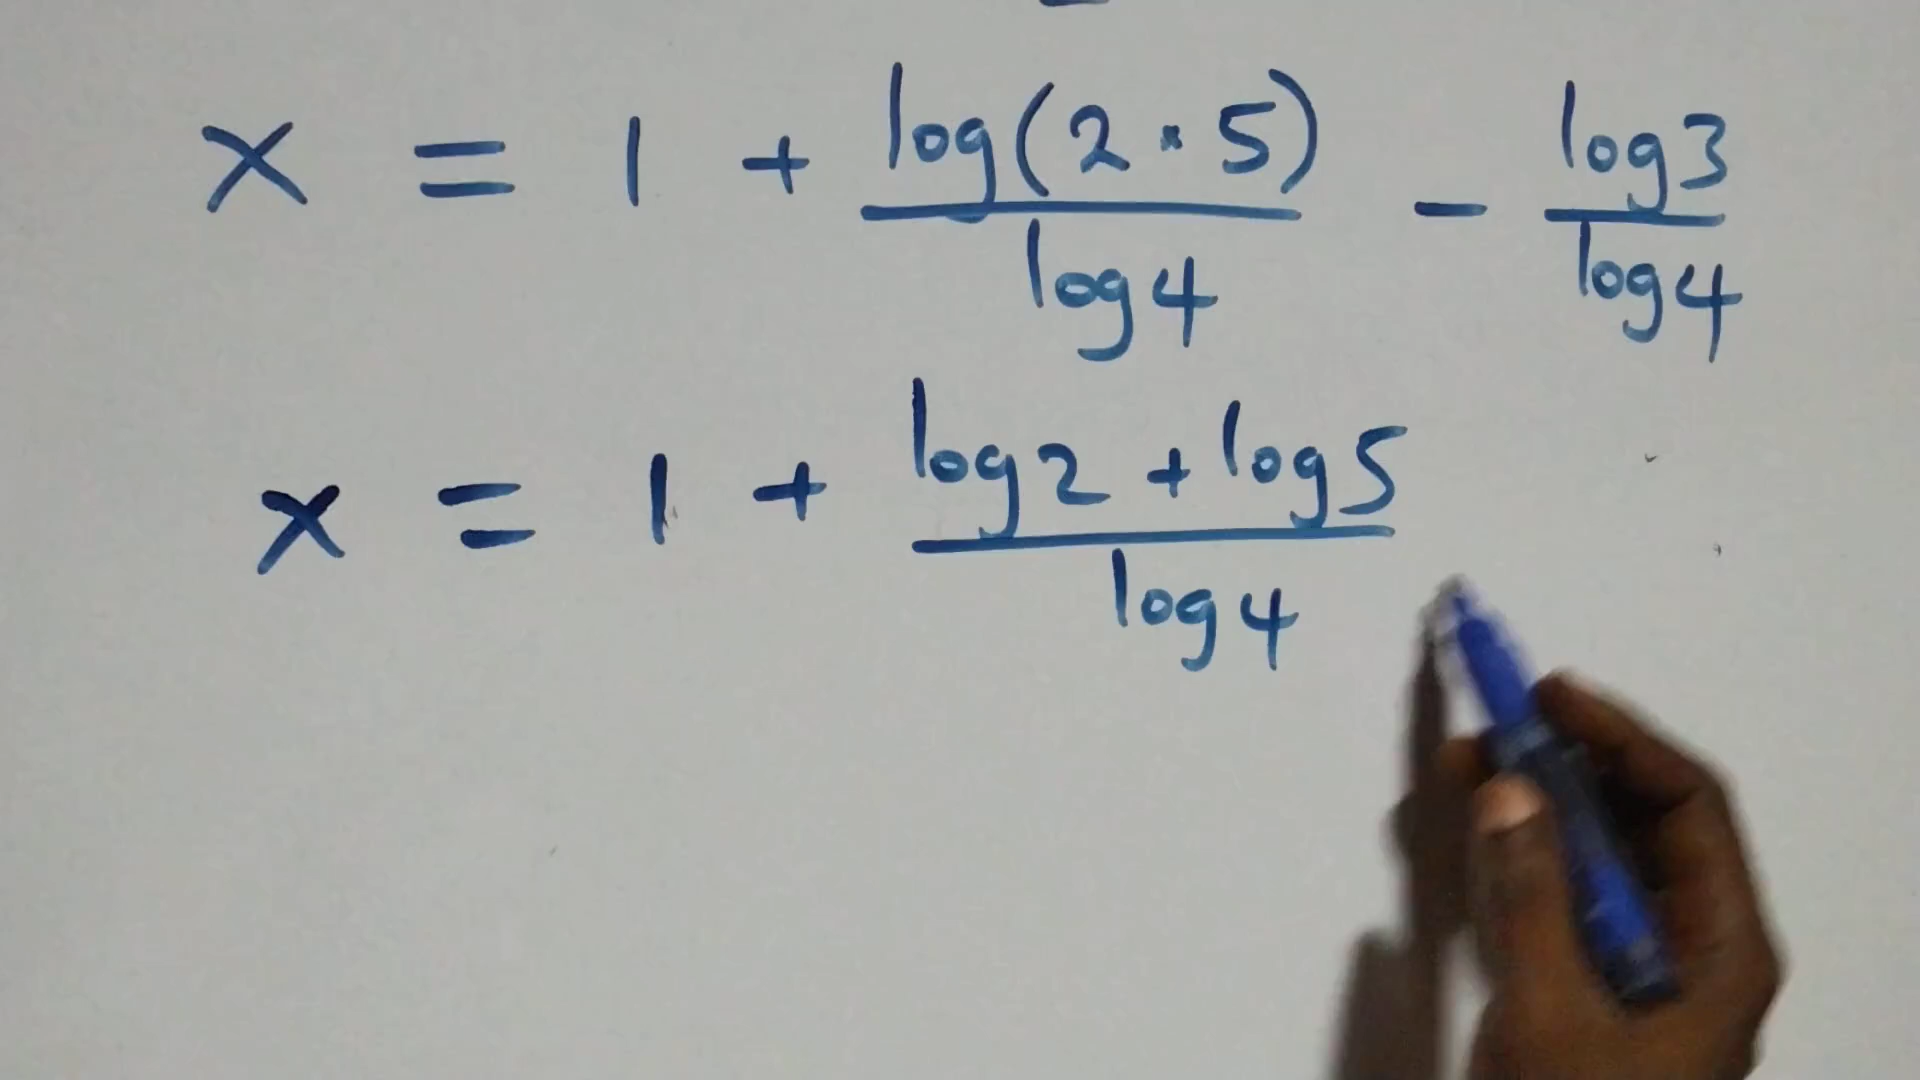 x = 1 + log(2·5)/log4 - log3/log4
x = 1 + log2 + log5/log4